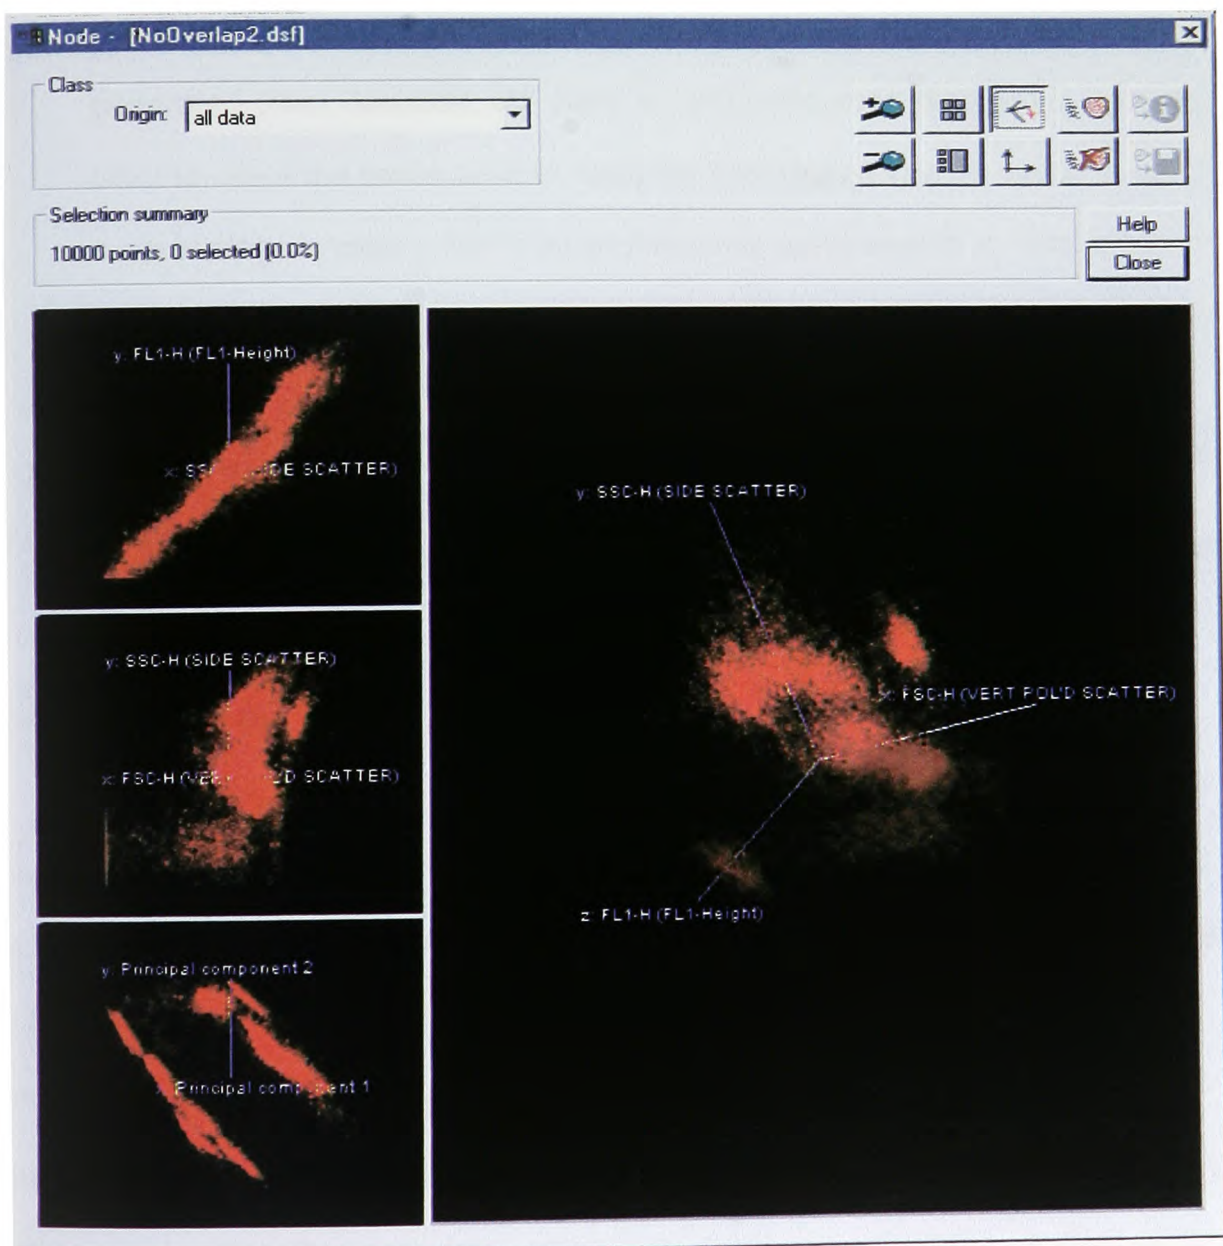 Node - [NoOverlap2.dsf]
Class
Origin: all data
Selection summary
10000 points, 0 selected [0.0%]
Help
Close
y: FL1-H (FL1-Height)
x: SS IDE SCATTER)
y: SSC-H (SIDE SCATTER)
x: FSC-H (VER D SCATTER)
y: Principal component 2
Principal component 1
y: SSC-H (SIDE SCATTER)
x: FSC-H (VERT POL'D SCATTER)
z: FL1-H (FL1-Height)